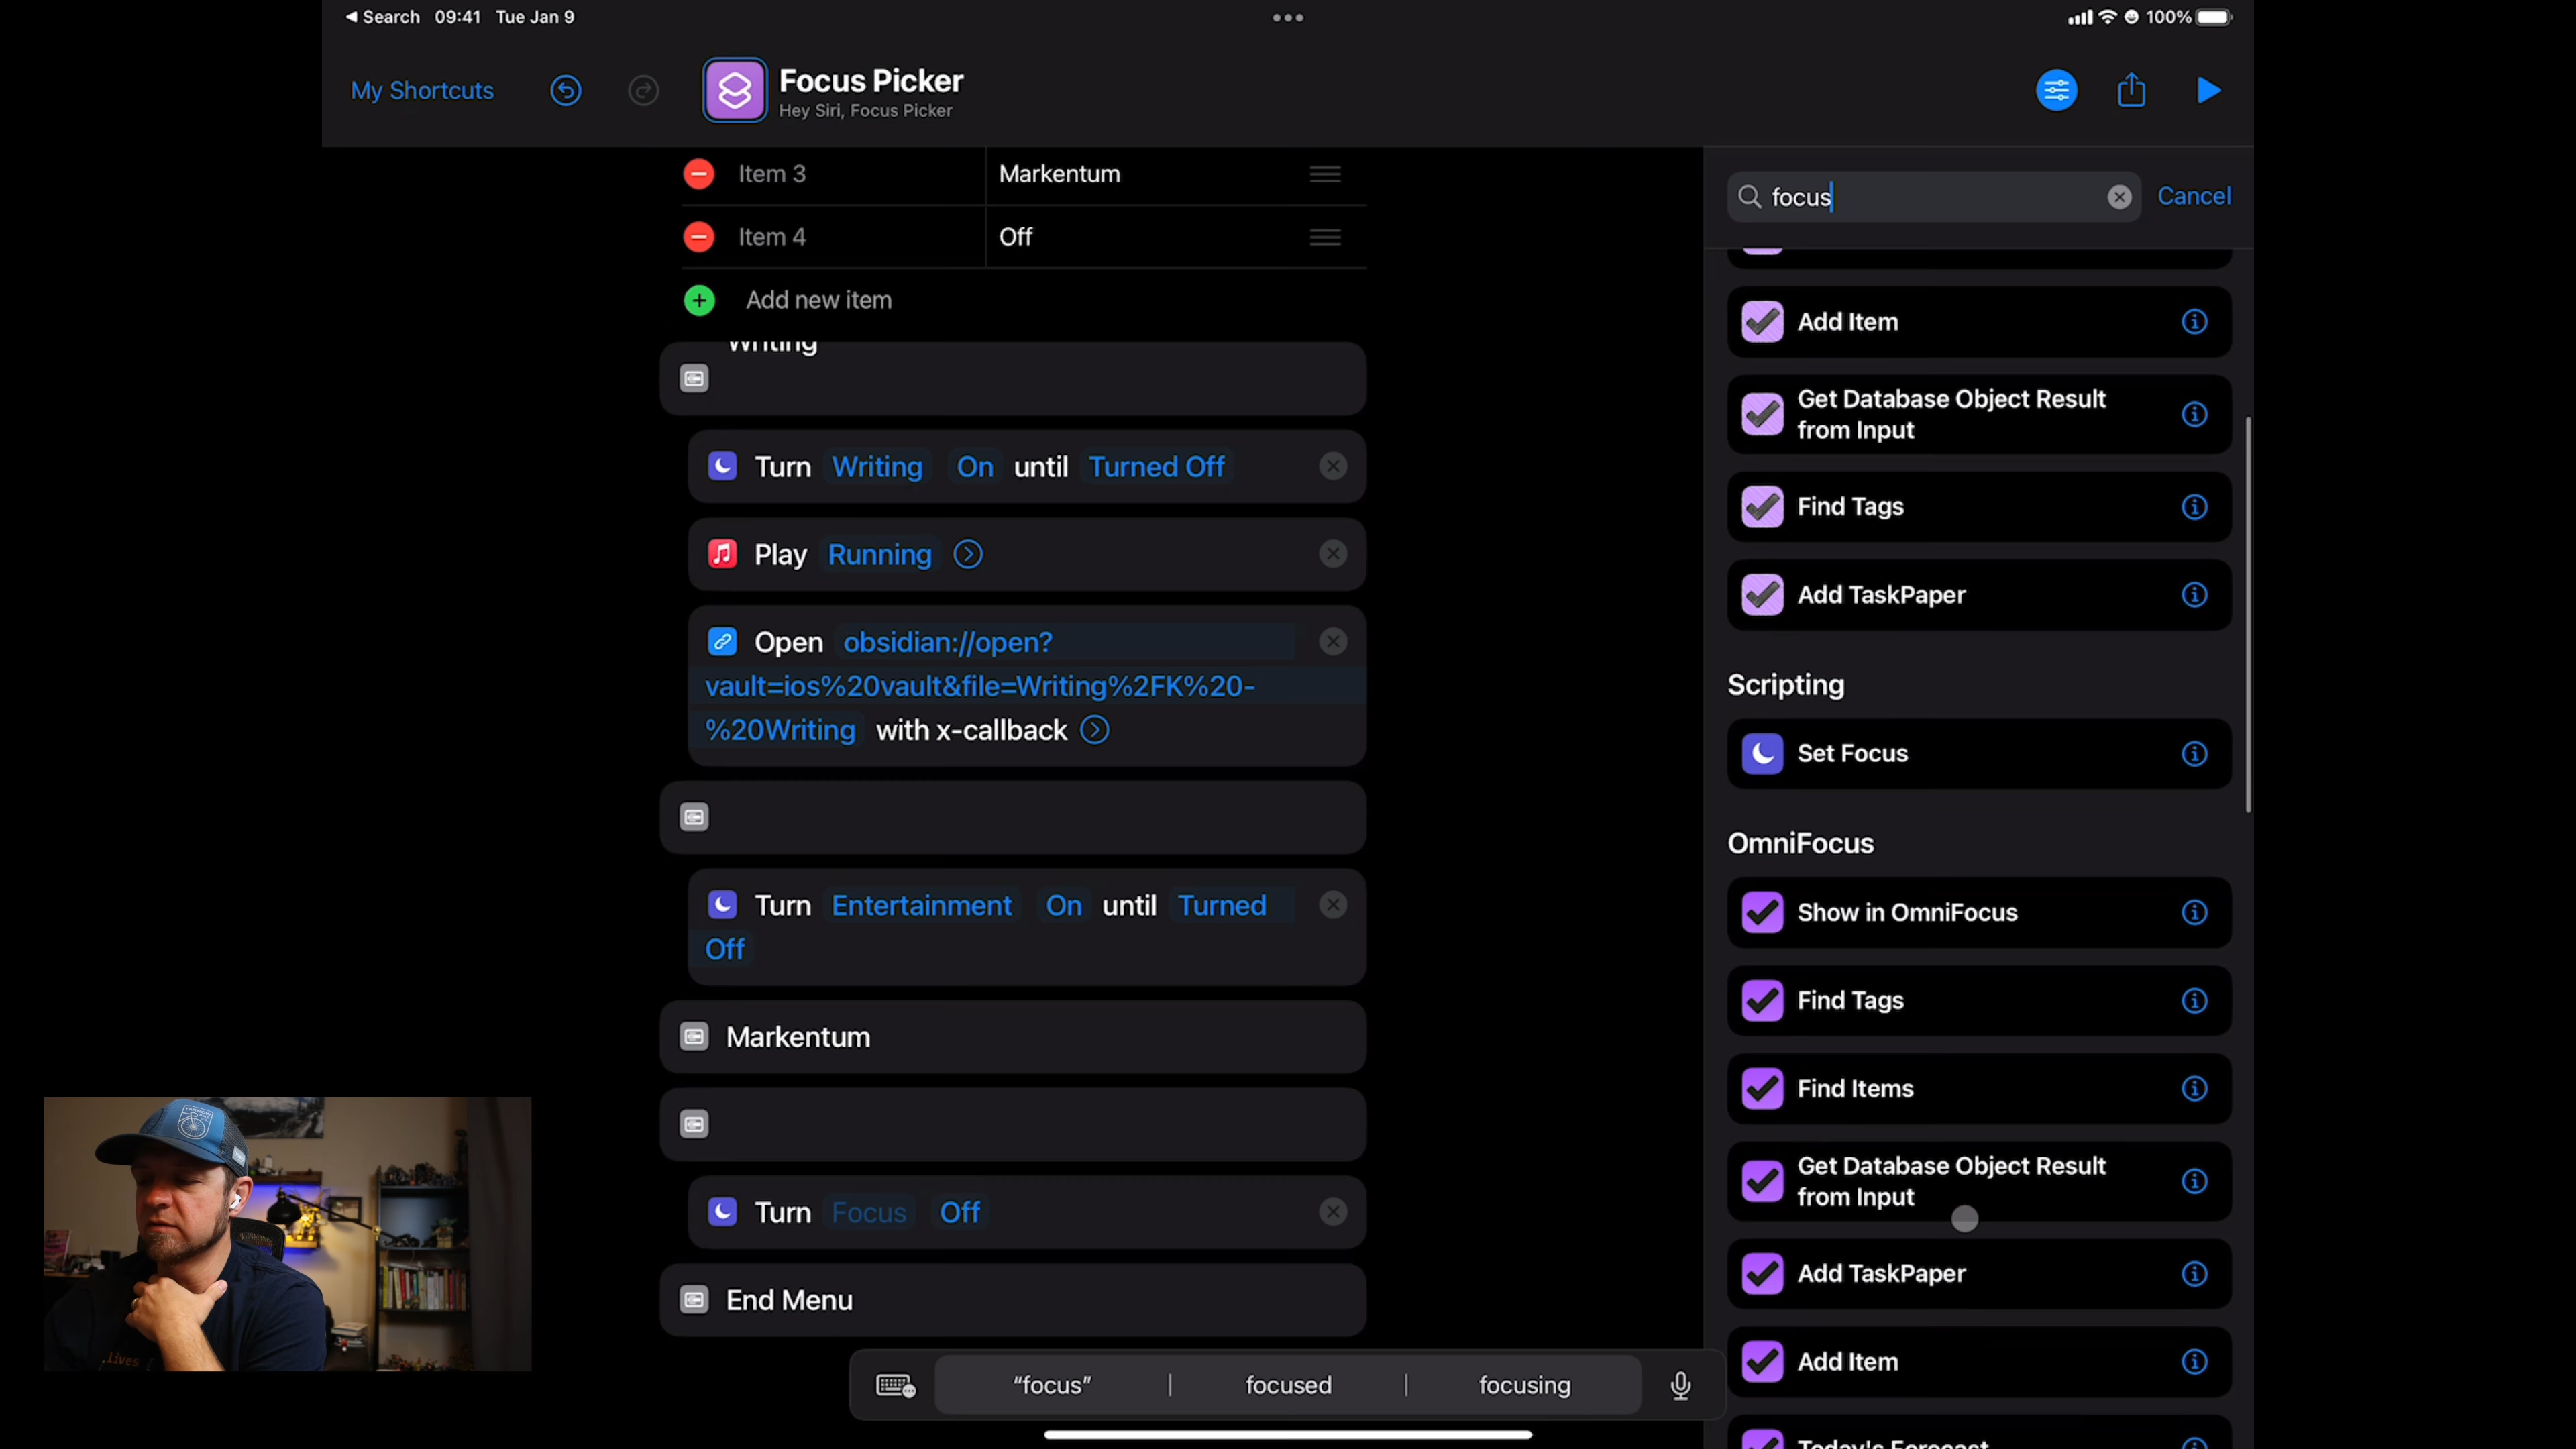 Search 09:41 Tue Jan 9
100%
My Shortcuts
Focus Picker
Hey Siri, Focus Picker
Item 3 Markentum
Item 4 Off
Add new item
Writing
Turn Writing On until Turned Off
Play Running
Open obsidian://open?
vault=ios%20vault&file=Writing%2FK%20-
%20Writing with x-callback
Turn Entertainment On until Turned
Off
Markentum
Turn Focus Off
End Menu
focus
Cancel
Add Item
Get Database Object Result
from Input
Find Tags
Add TaskPaper
Scripting
Set Focus
OmniFocus
Show in OmniFocus
Find Tags
Find Items
Get Database Object Result
from Input
Add TaskPaper
Add Item
Today's Forecast
"focus" focused focusing